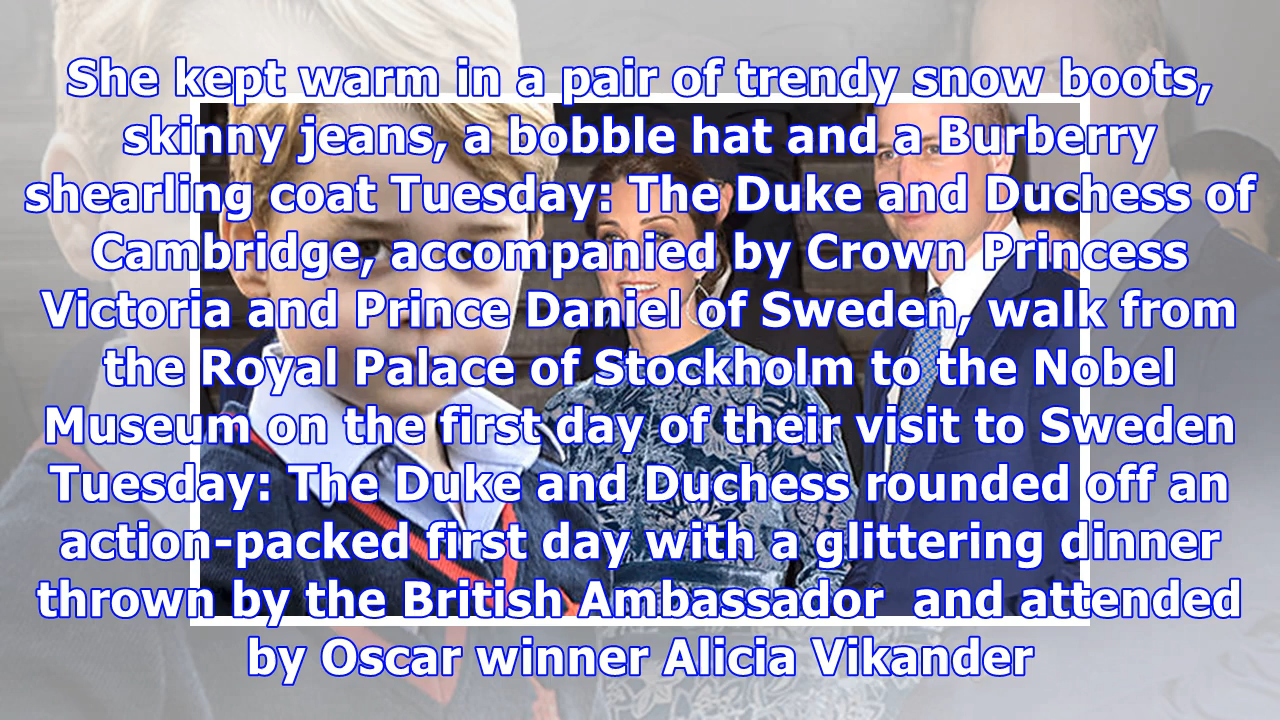 She kept warm in a pair of trendy snow boots,
skinny jeans, a bobble hat and a Burberry
shearling coat Tuesday: The Duke and Duchess of
Cambridge, accompanied by Crown Princess
Victoria and Prince Daniel of Sweden, walk from
the Royal Palace of Stockholm to the Nobel
Museum on the first day of their visit to Sweden
Tuesday: The Duke and Duchess rounded off an
action-packed first day with a glittering dinner
thrown by the British Ambassador  and attended
by Oscar winner Alicia Vikander